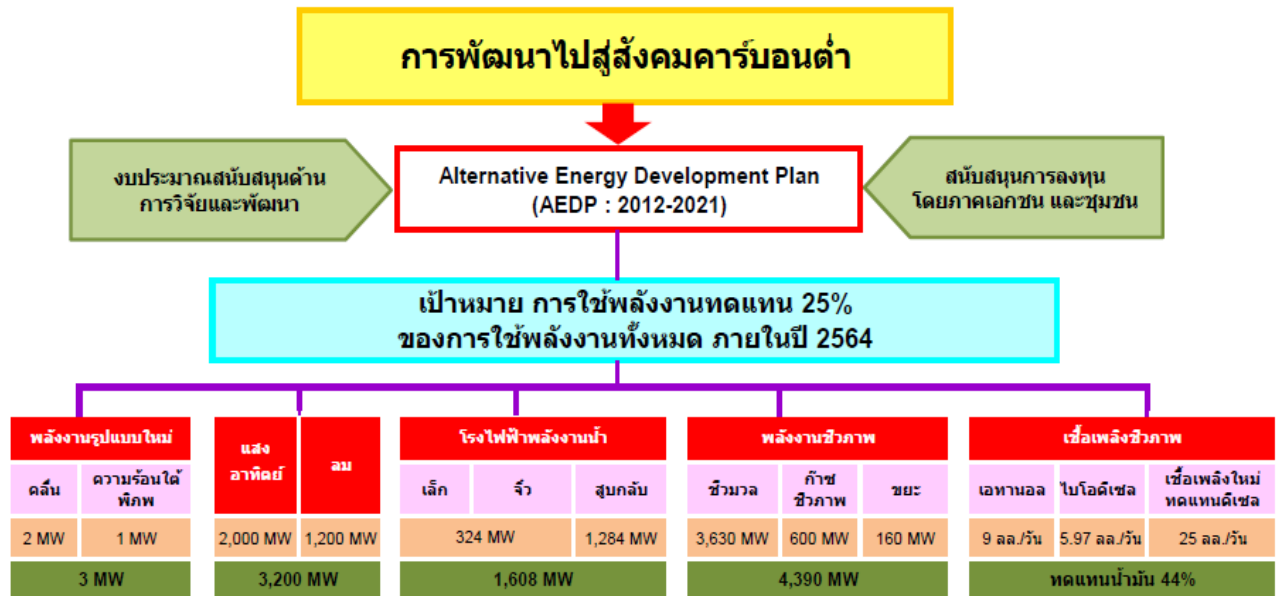 การพัฒนาไปสู่สังคมคาร์บอนต่ำ
งบประมาณสนับสนุนด้าน
การวิจัยและพัฒนา
Alternative Energy Development Plan
(AEDP : 2012-2021)
สนับสนุนการลงทุน
โดยภาคเอกชน และชุมชน
เป้าหมาย การใช้พลังงานทดแทน 25%
ของการใช้พลังงานทั้งหมด ภายในปี 2564
พลังงานรูปแบบใหม่
คลื่น
ความร้อนใต้
พิภพ
2 MW
1 MW
3 MW
แสง
อาทิตย์
ลม
2,000 MW
1,200 MW
3,200 MW
โรงไฟฟ้าพลังงานน้ำ
เล็ก
จิ๋ว
สูบกลับ
324 MW
1,284 MW
1,608 MW
พลังงานชีวภาพ
ชีวมวล
ก๊าซ
ชีวภาพ
ขยะ
3,630 MW
600 MW
160 MW
4,390 MW
เชื้อเพลิงชีวภาพ
เอทานอล
ไบโอดีเซล
เชื้อเพลิงใหม่
ทดแทนดีเซล
9 ลล./วัน
5.97 ลล./วัน
25 ลล./วัน
ทดแทนน้ำมัน 44%